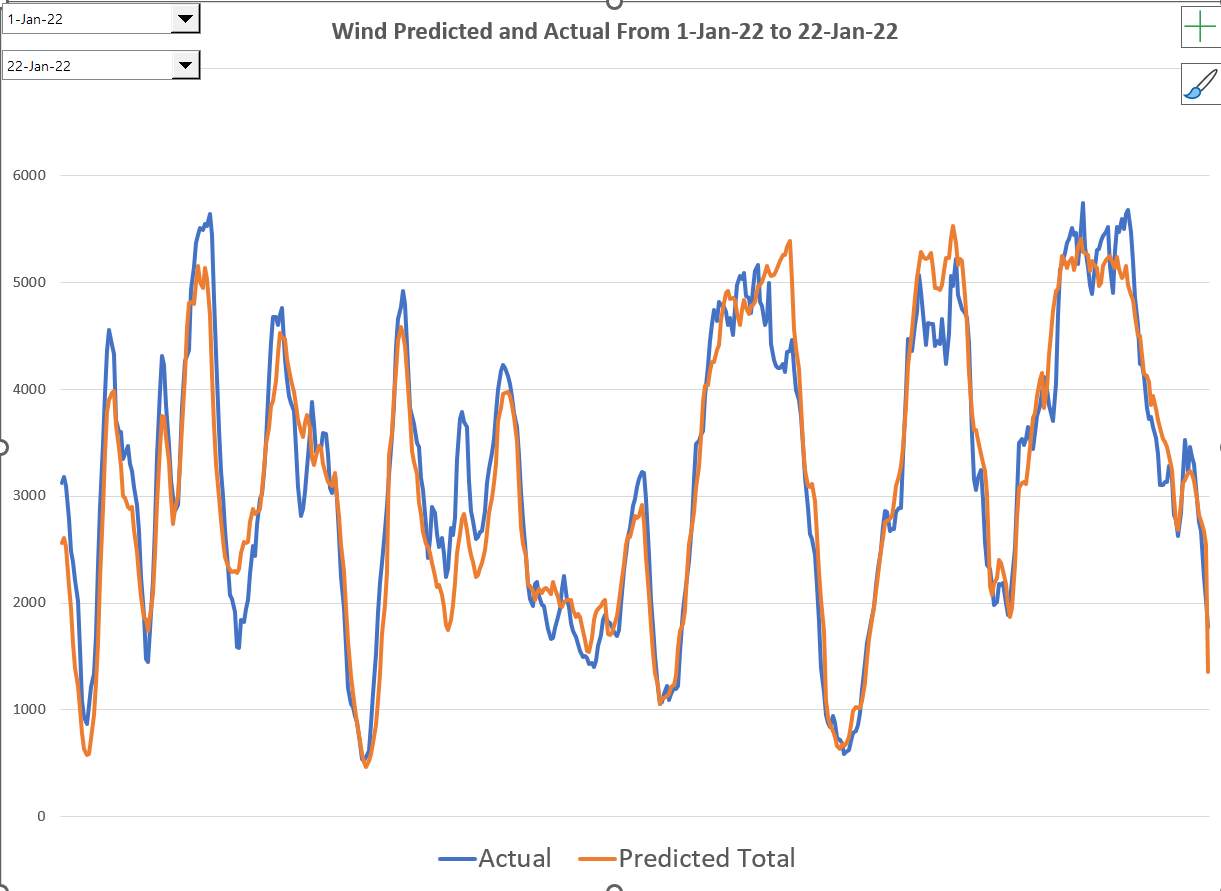 1-Jan-22
Wind Predicted and Actual From 1-Jan-22 to 22-Jan-22
22-Jan-22
6000
5000
4000
3000
2000
1000
0
Actual Predicted Total